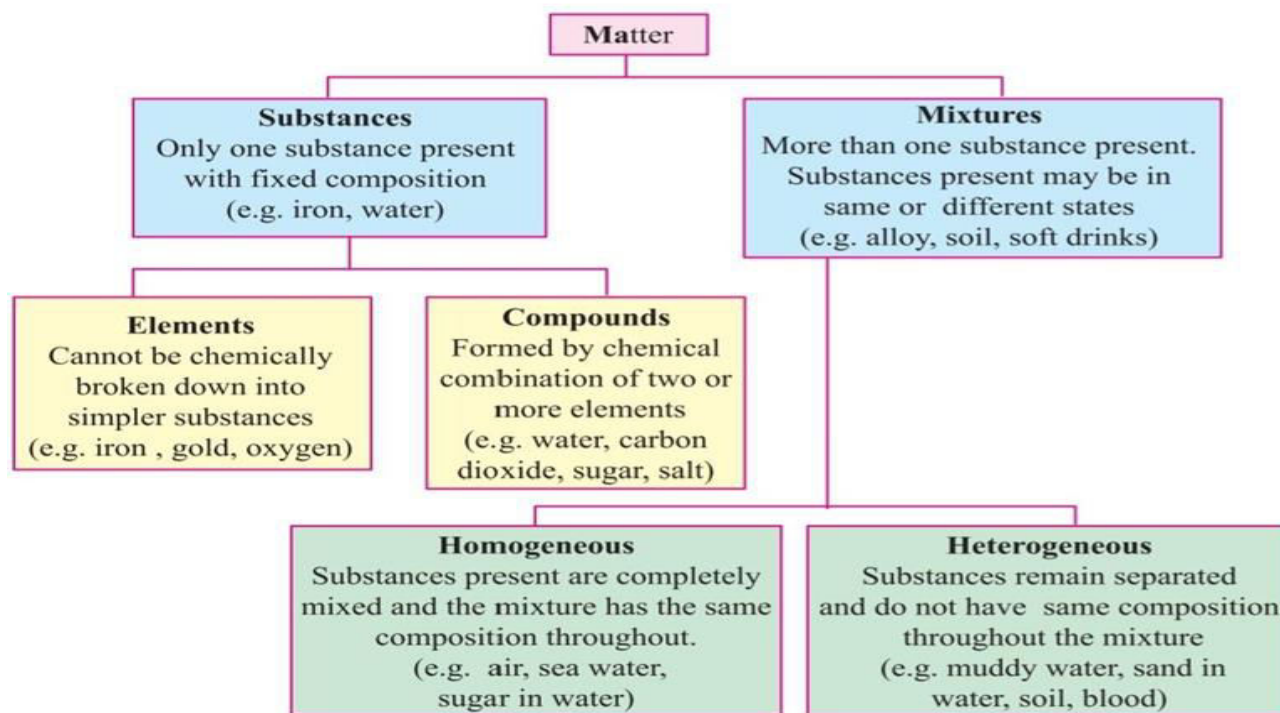 Matter
Substances
Only one substance present
with fixed composition
(e.g. iron, water)
Mixtures
More than one substance present.
Substances present may be in
same or different states
(e.g. alloy, soil, soft drinks)
Elements
Cannot be chemically
broken down into
simpler substances
(e.g. iron , gold, oxygen)
Compounds
Formed by chemical
combination of two or
more elements
(e.g. water, carbon
dioxide, sugar, salt)
Homogeneous
Substances present are completely
mixed and the mixture has the same
composition throughout.
(e.g. air, sea water,
sugar in water)
Heterogeneous
Substances remain separated
and do not have same composition
throughout the mixture
(e.g. muddy water, sand in
water, soil, blood)